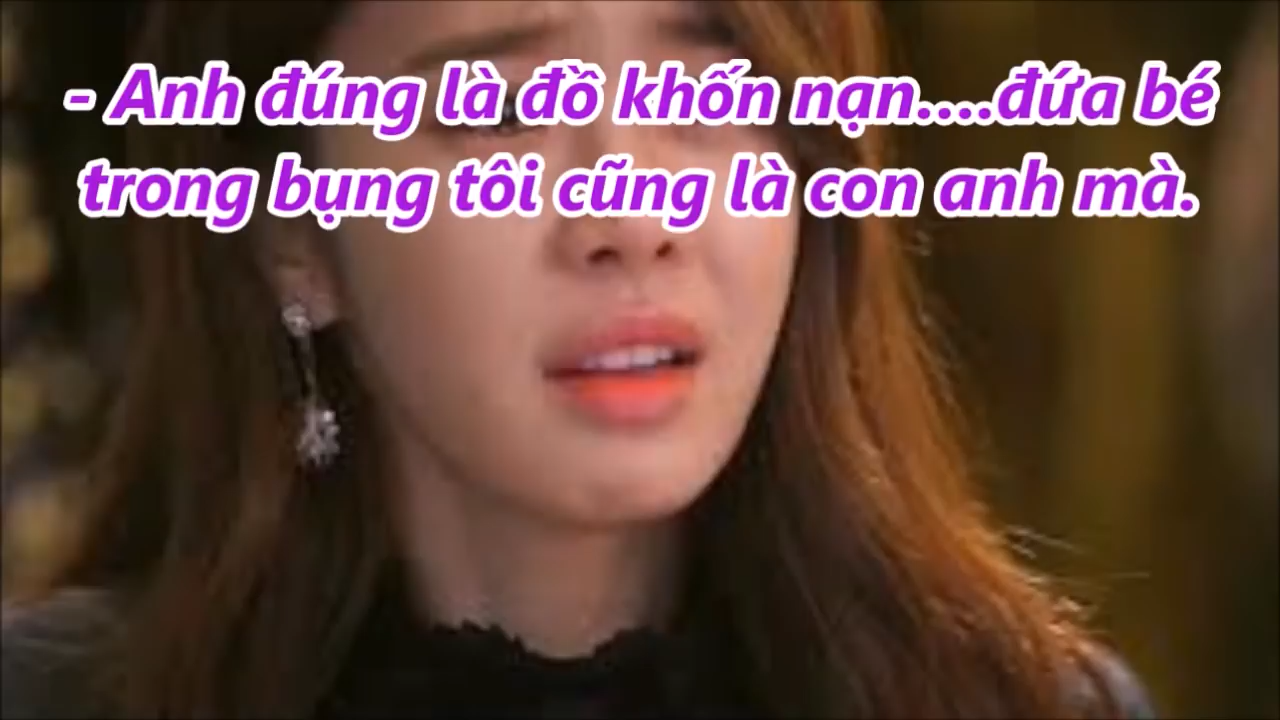 - Anh đúng là đồ khốn nạn....đứa bé
trong bụng tôi cũng là con anh mà.